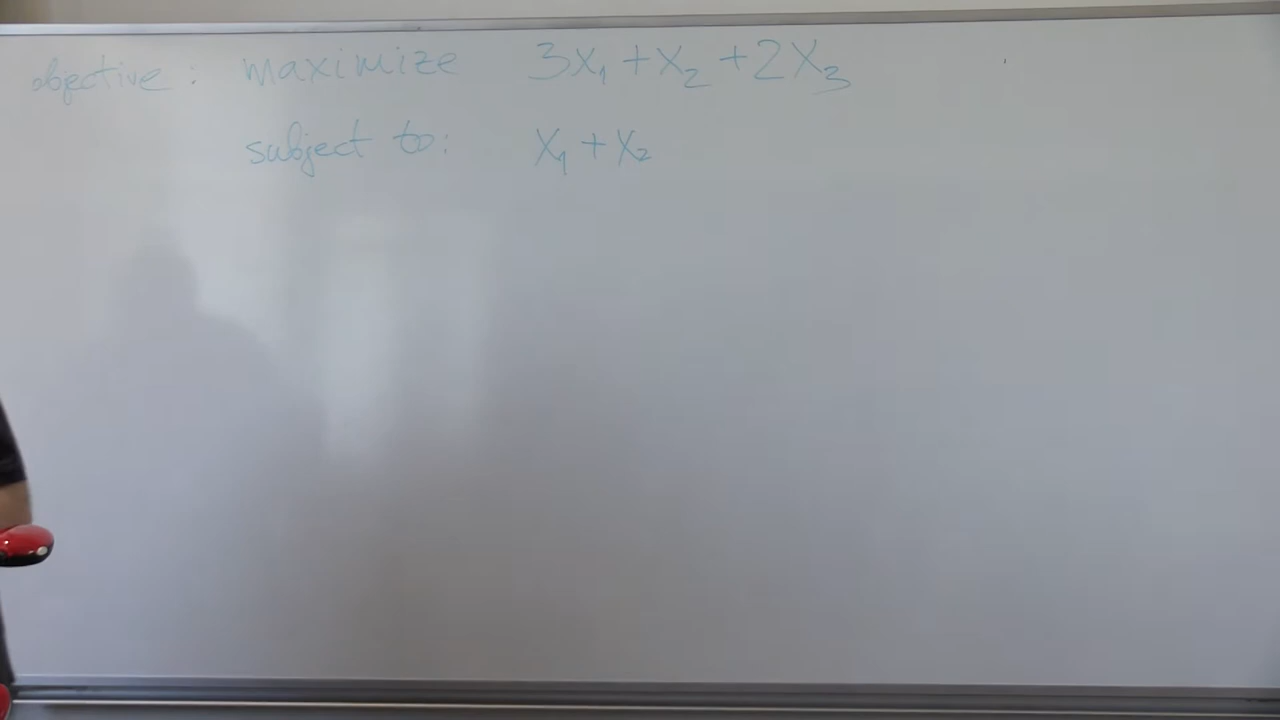 objective: maximize 3x₁ + x₂ + 2x₃
subject to: x₁ + x₂